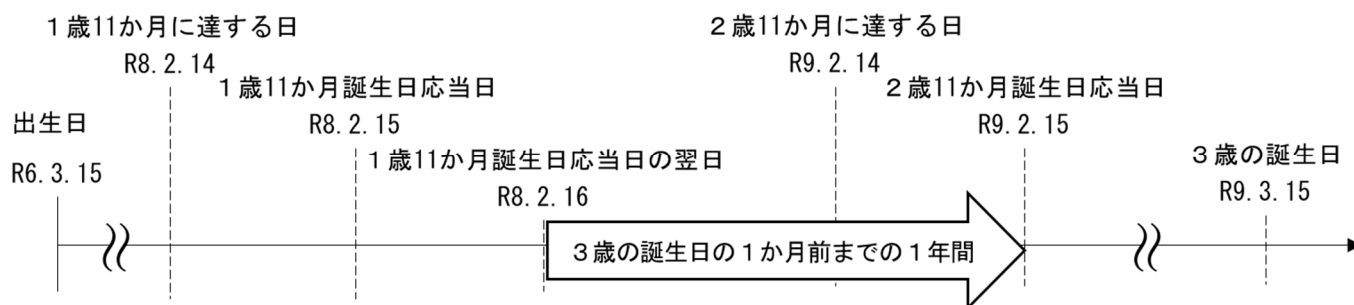 １歳11か月に達する日
R8.2.14
１歳11か月誕生日応当日
R8.2.15
１歳11か月誕生日応当日の翌日
R8.2.16
２歳11か月に達する日
R9.2.14
２歳11か月誕生日応当日
R9.2.15
出生日
R6.3.15
３歳の誕生日
R9.3.15
３歳の誕生日の１か月前までの１年間